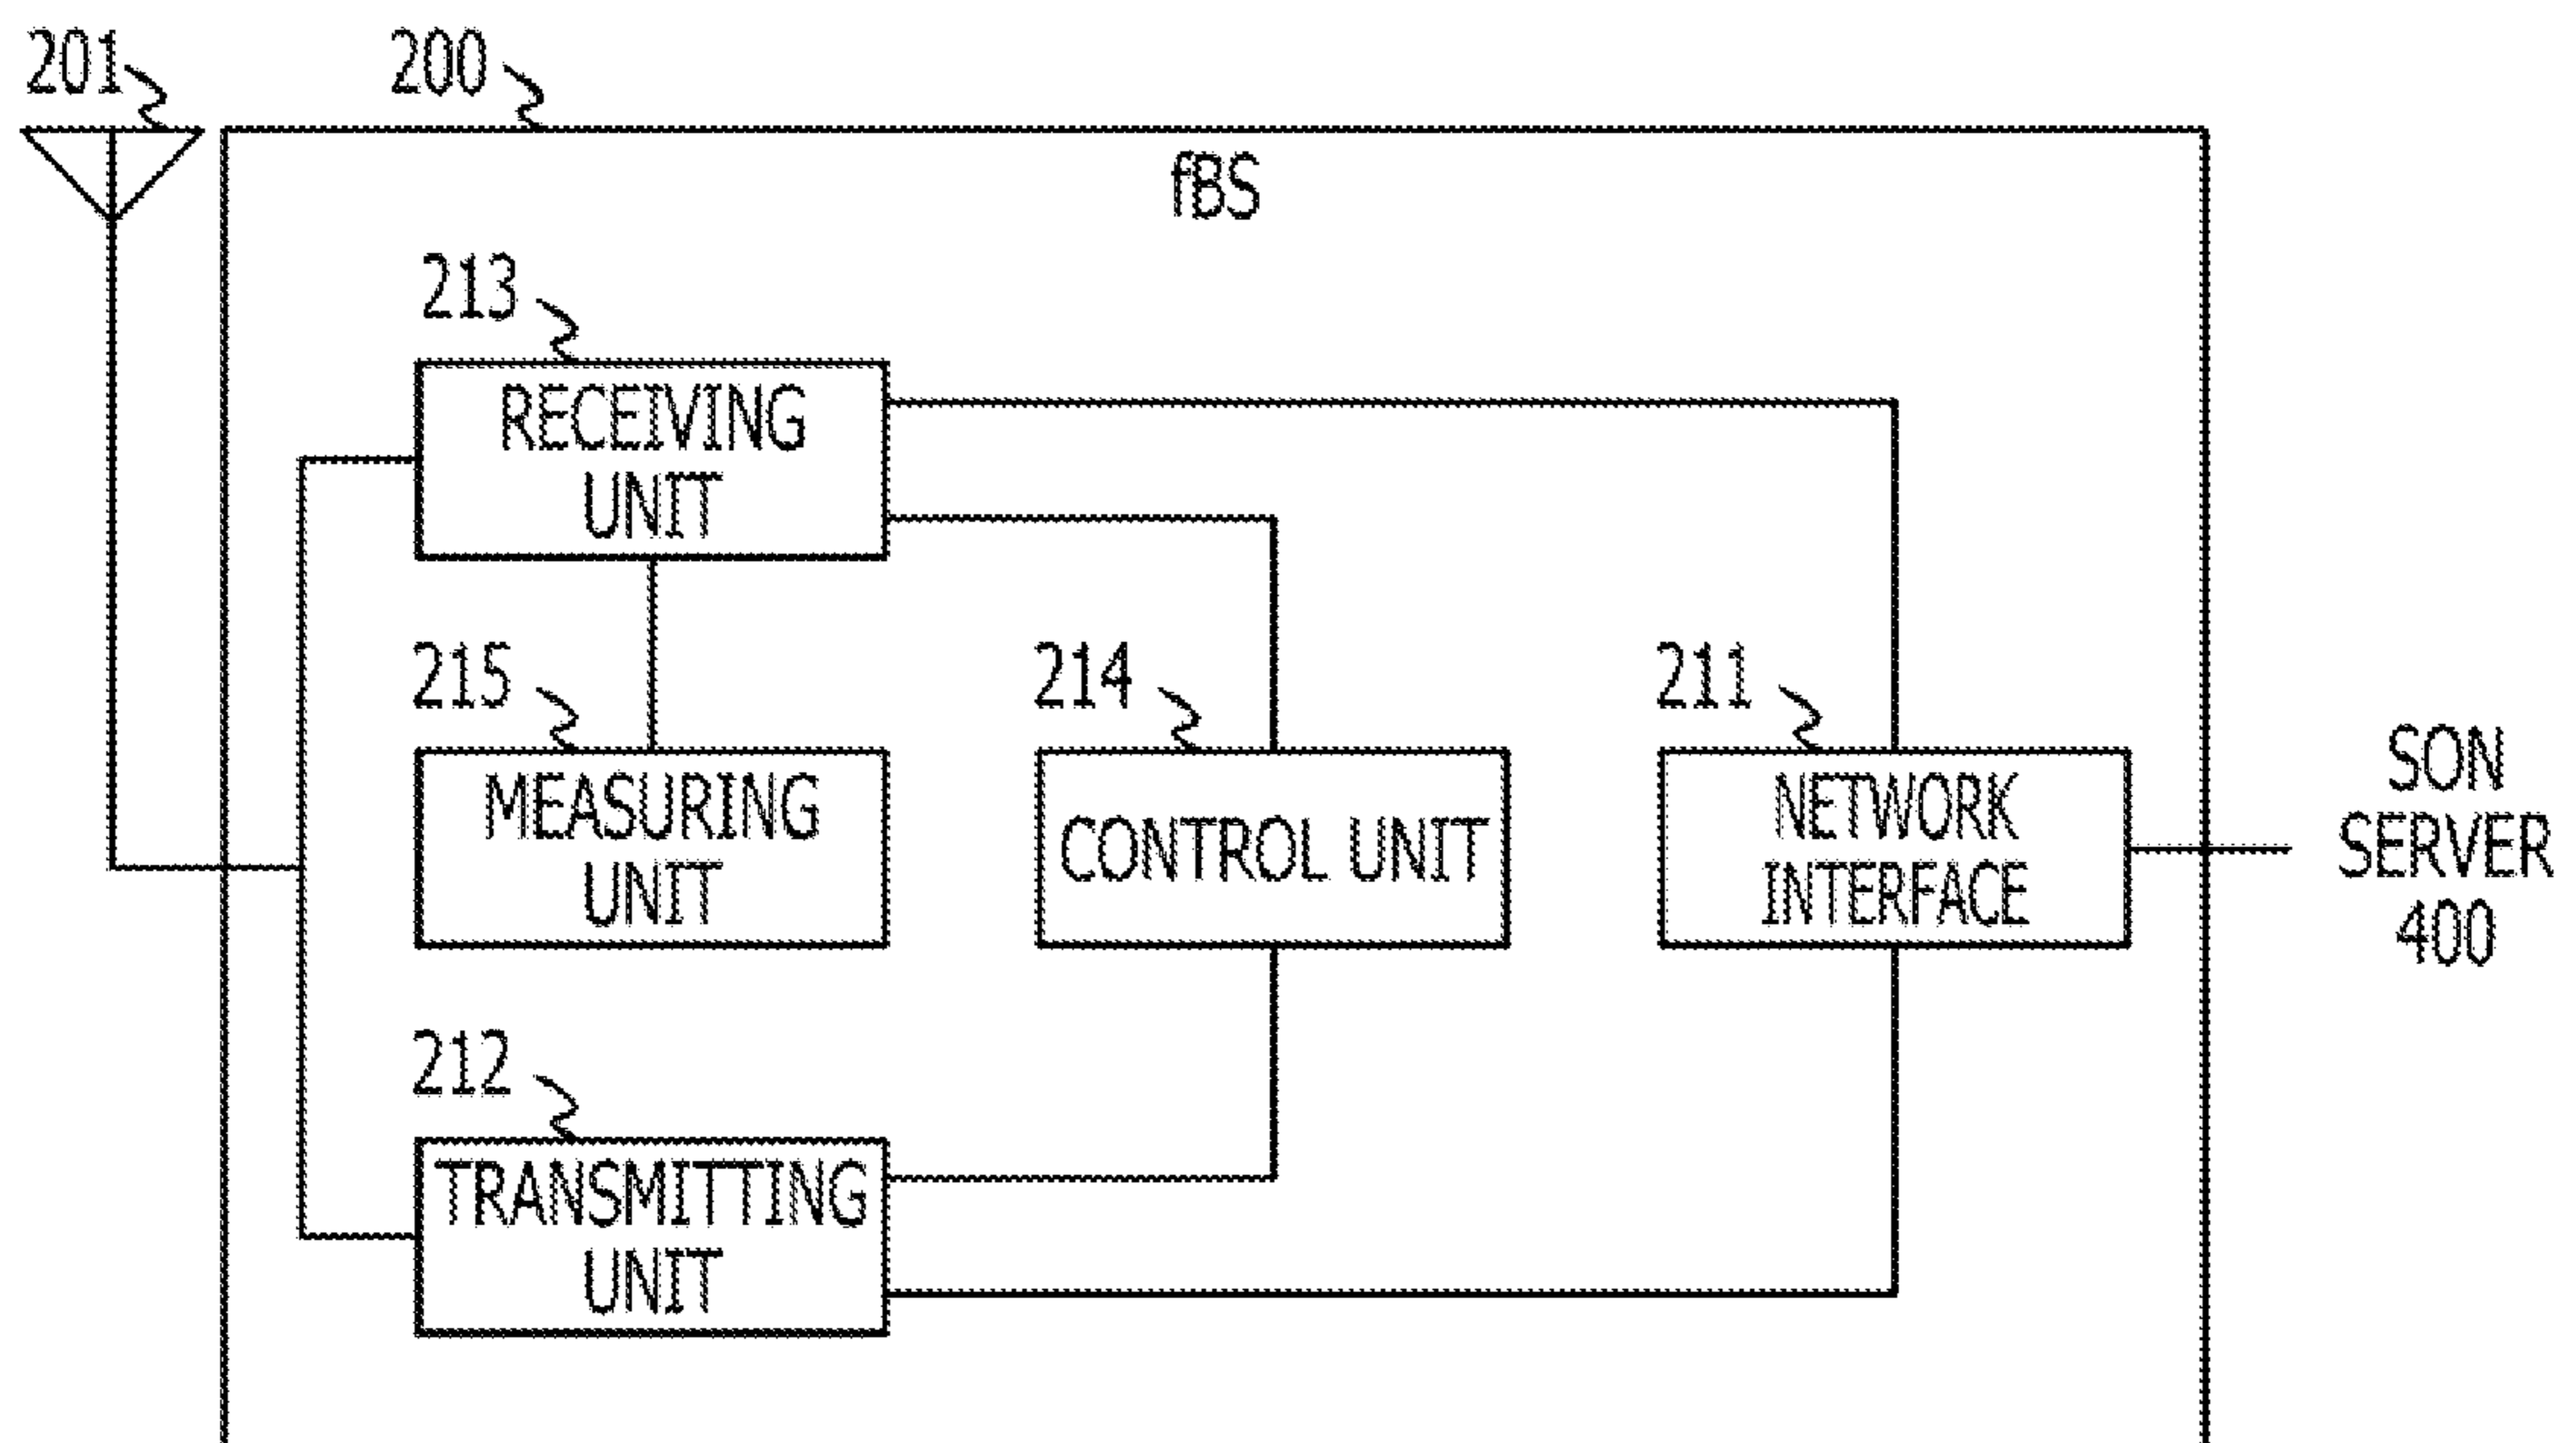 201
200
fBS
213
RECEIVING
UNIT
215
MEASURING
UNIT
214
CONTROL UNIT
211
NETWORK
INTERFACE
SON
SERVER
400
212
TRANSMITTING
UNIT